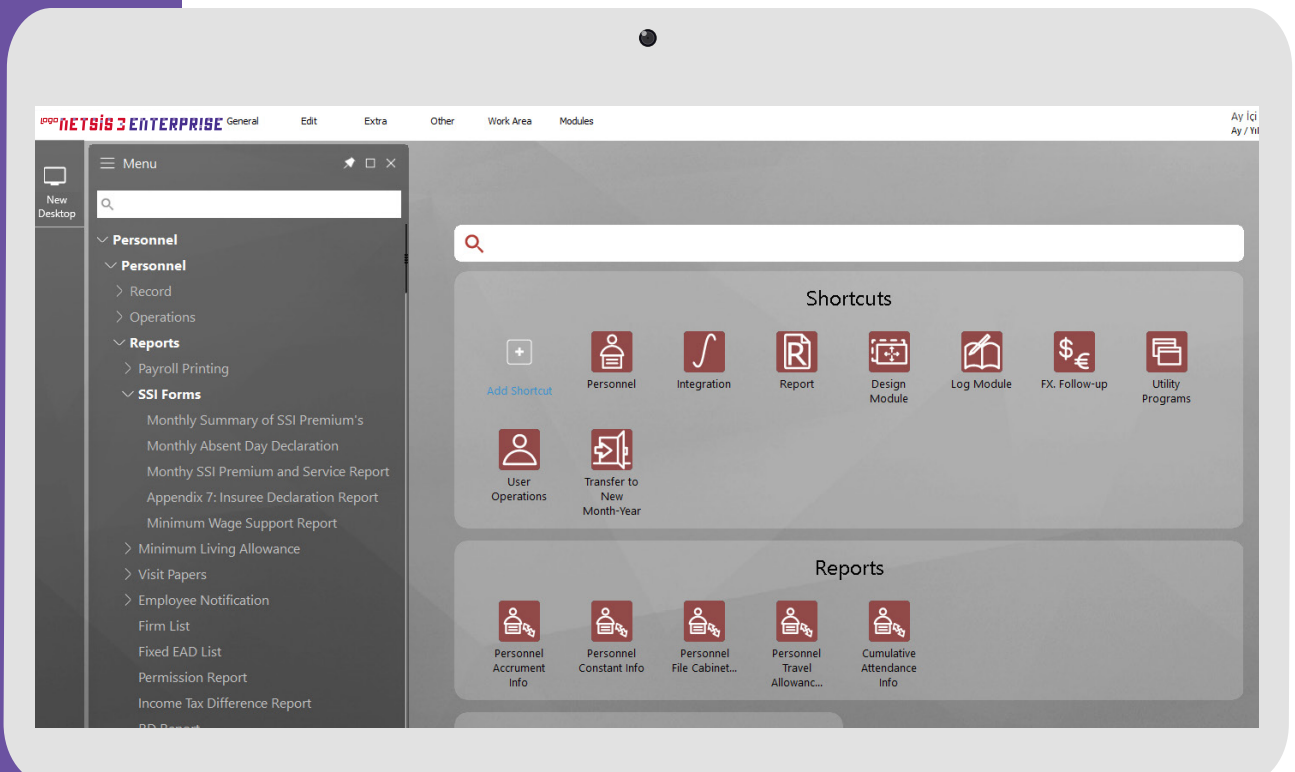 logo NETSİS 3 ENTERPRISE General Edit Extra Other Work Area Modules
Ay İçi
Ay / Yıl
New
Desktop
Menu
Personnel
Personnel
Record
Operations
Reports
Payroll Printing
SSI Forms
Monthly Summary of SSI Premium's
Monthly Absent Day Declaration
Monthy SSI Premium and Service Report
Appendix 7: Insuree Declaration Report
Minimum Wage Support Report
Minimum Living Allowance
Visit Papers
Employee Notification
Firm List
Fixed EAD List
Permission Report
Income Tax Difference Report
Shortcuts
Add Shortcut
Personnel
Integration
Report
Design
Module
Log Module
FX. Follow-up
Utility
Programs
User
Operations
Transfer to
New
Month-Year
Reports
Personnel
Accrument
Info
Personnel
Constant Info
Personnel
File Cabinet...
Personnel
Travel
Allowanc...
Cumulative
Attendance
Info